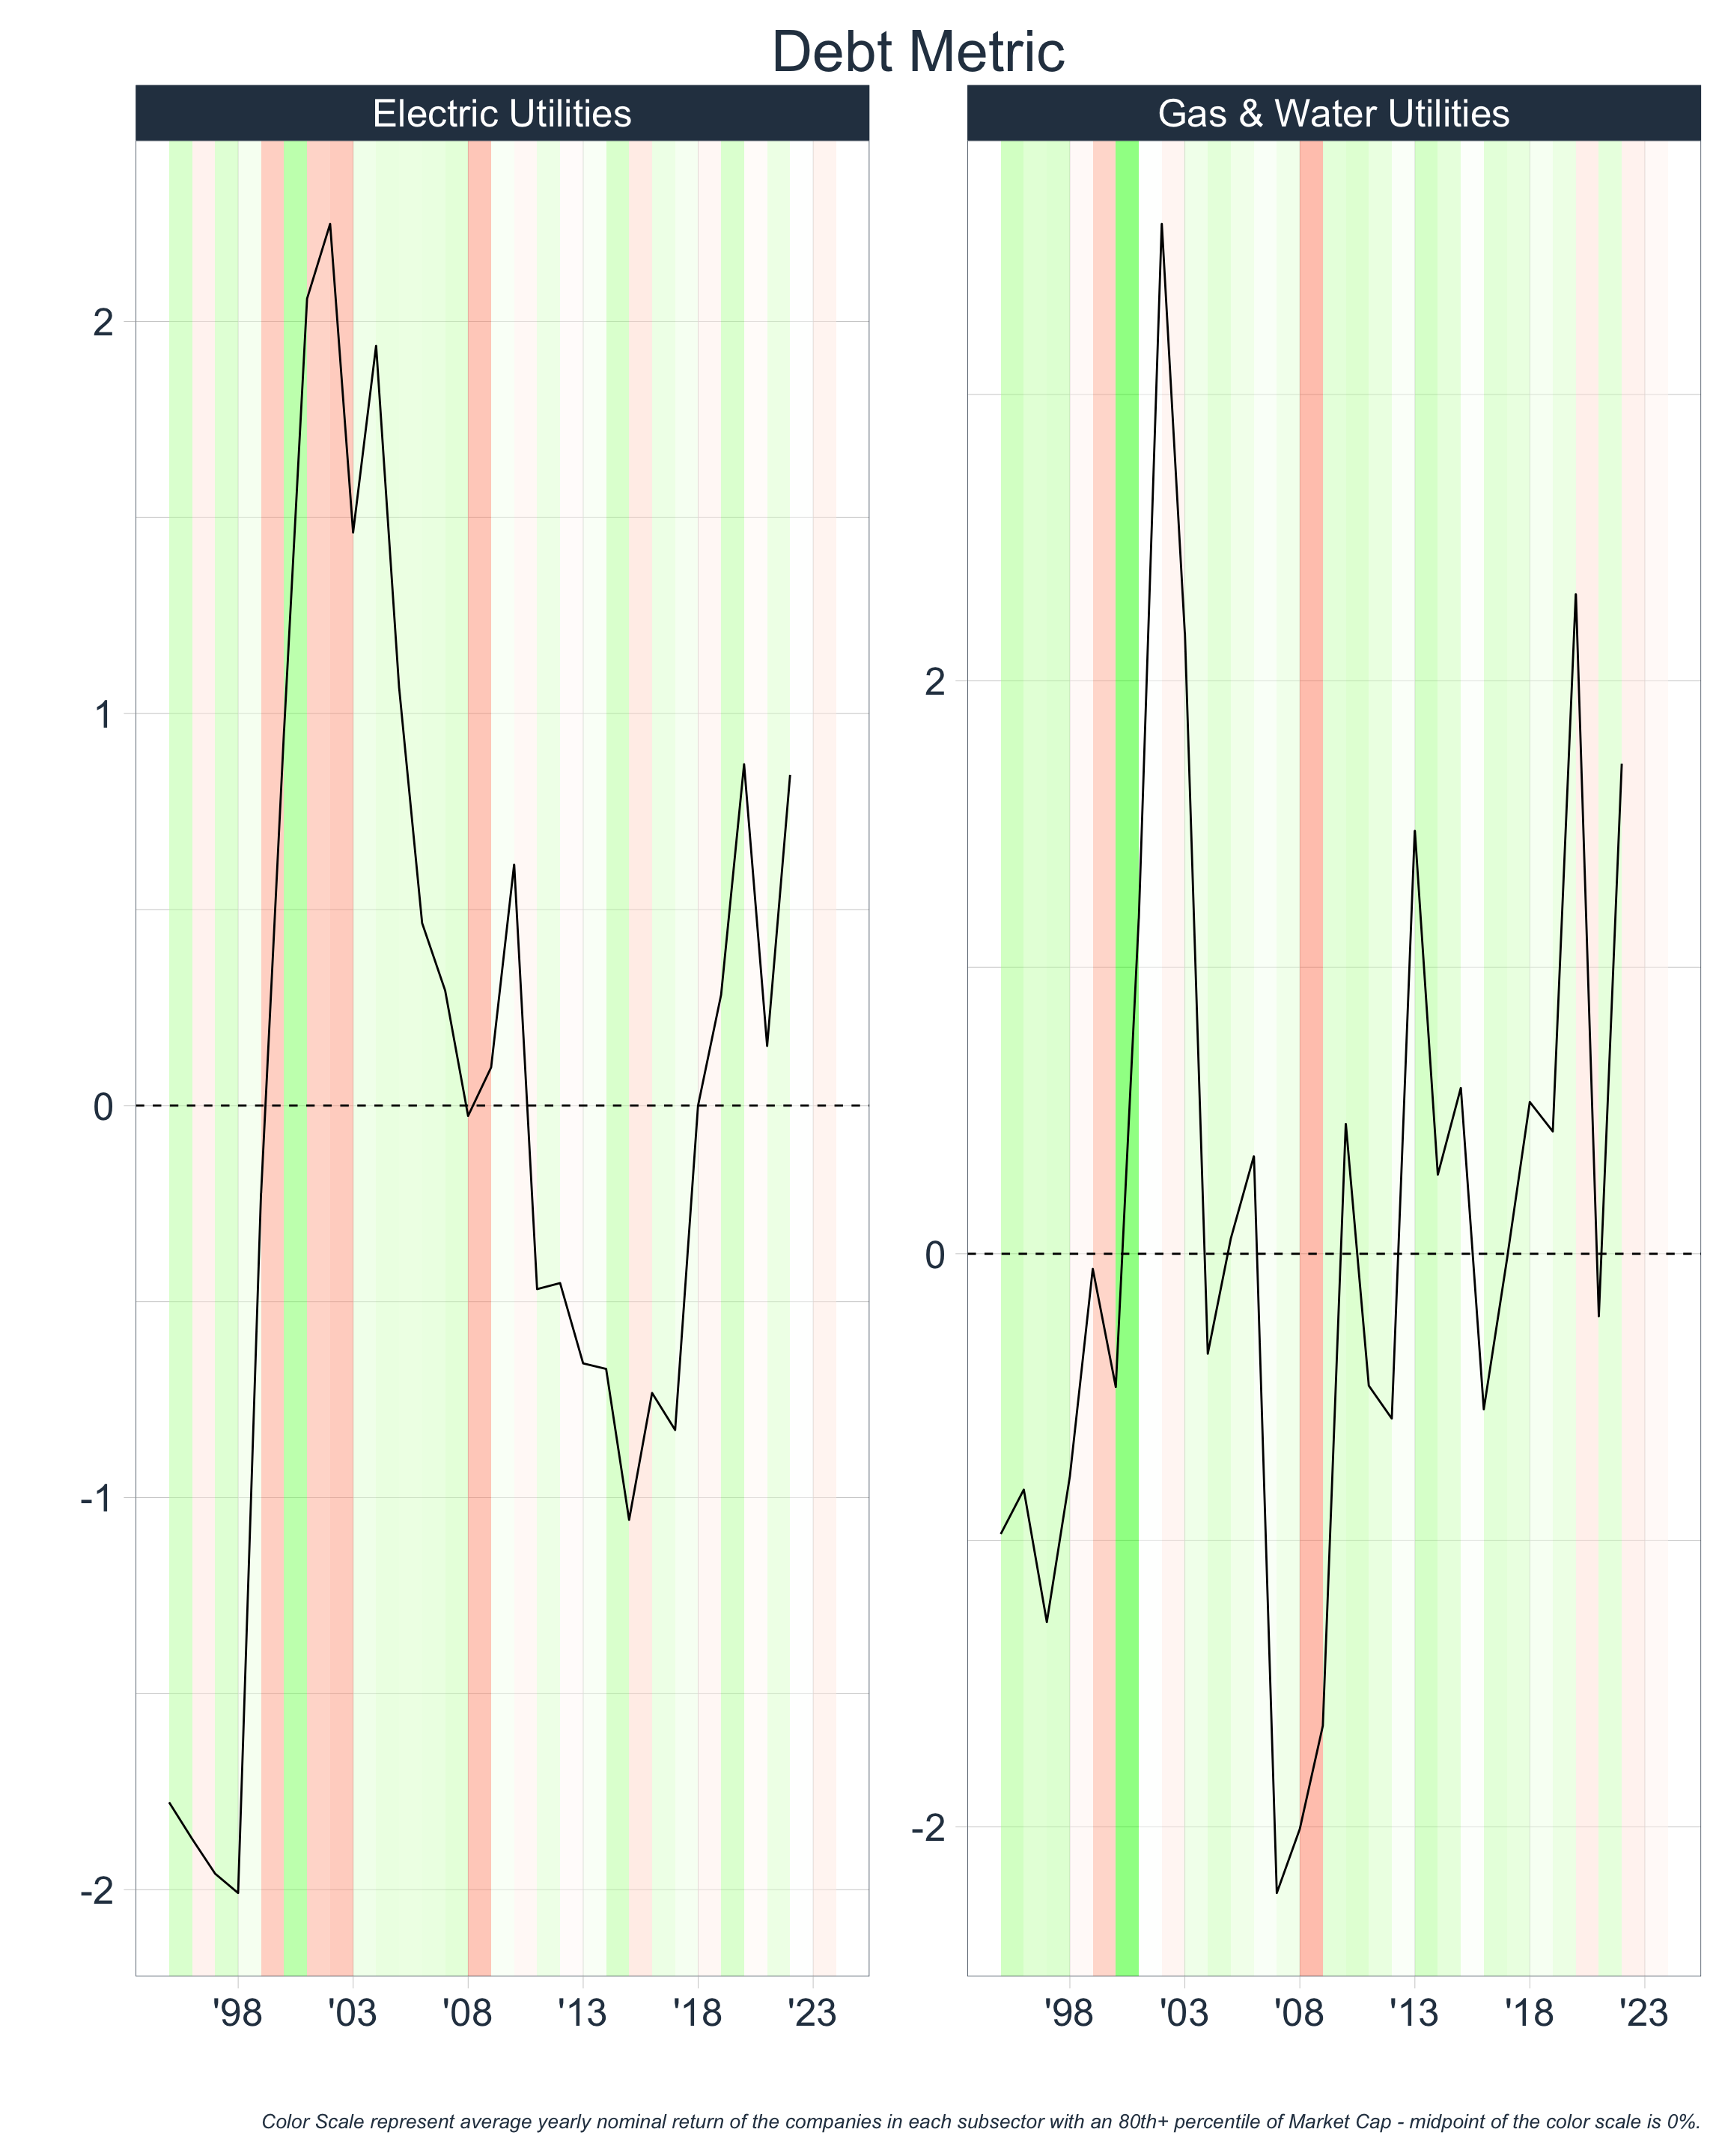 Debt Metric
Electric Utilities
Gas & Water Utilities
2
1
0
-1
-2
'98 '03 '08 '13 '18 '23
2
0
-2
'98 '03 '08 '13 '18 '23
Color Scale represent average yearly nominal return of the companies in each subsector with an 80th+ percentile of Market Cap - midpoint of the color scale is 0%.